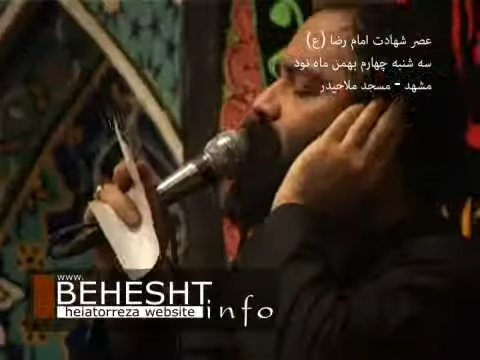 عصر شهادت امام رضا (ع)
سه شنبه چهارم بهمن ماه نود
مشهد - مسجد ملاحیدر
www.
BEHESHT
info
heiatorreza website